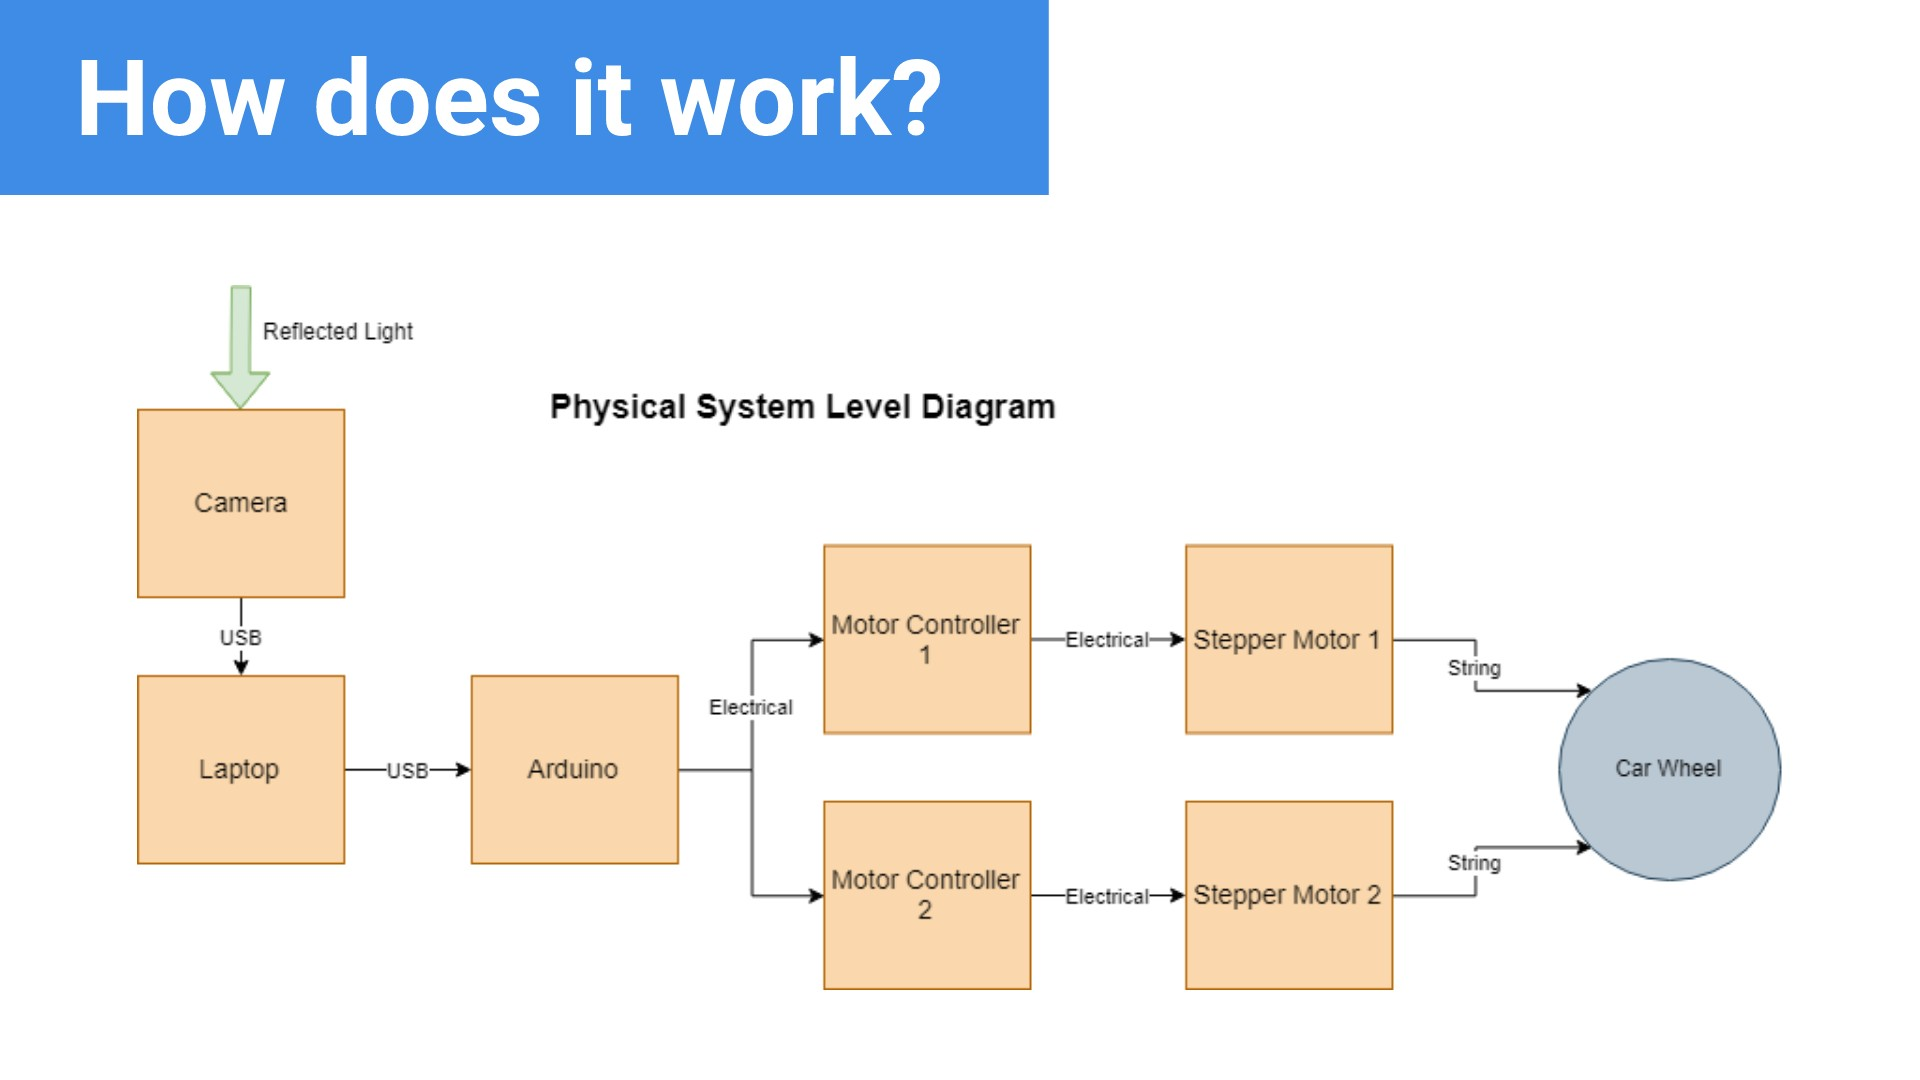 How does it work?
Reflected Light
Physical System Level Diagram
Camera
USB
Laptop
USB
Arduino
Electrical
Motor Controller
1
Electrical
Stepper Motor 1
String
Motor Controller
2
Electrical
Stepper Motor 2
String
Car Wheel